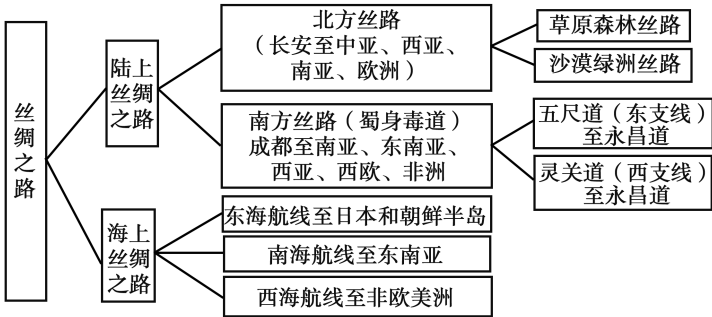 丝
绸
之
路
陆上
丝绸
之路
北方丝路
（长安至中亚、西亚、
南亚、欧洲）
草原森林丝路
沙漠绿洲丝路
南方丝路（蜀身毒道）
成都至南亚、东南亚、
西亚、西欧、非洲
五尺道（东支线）
至永昌道
灵关道（西支线）
至永昌道
海上
丝绸
之路
东海航线至日本和朝鲜半岛
南海航线至东南亚
西海航线至非欧美洲